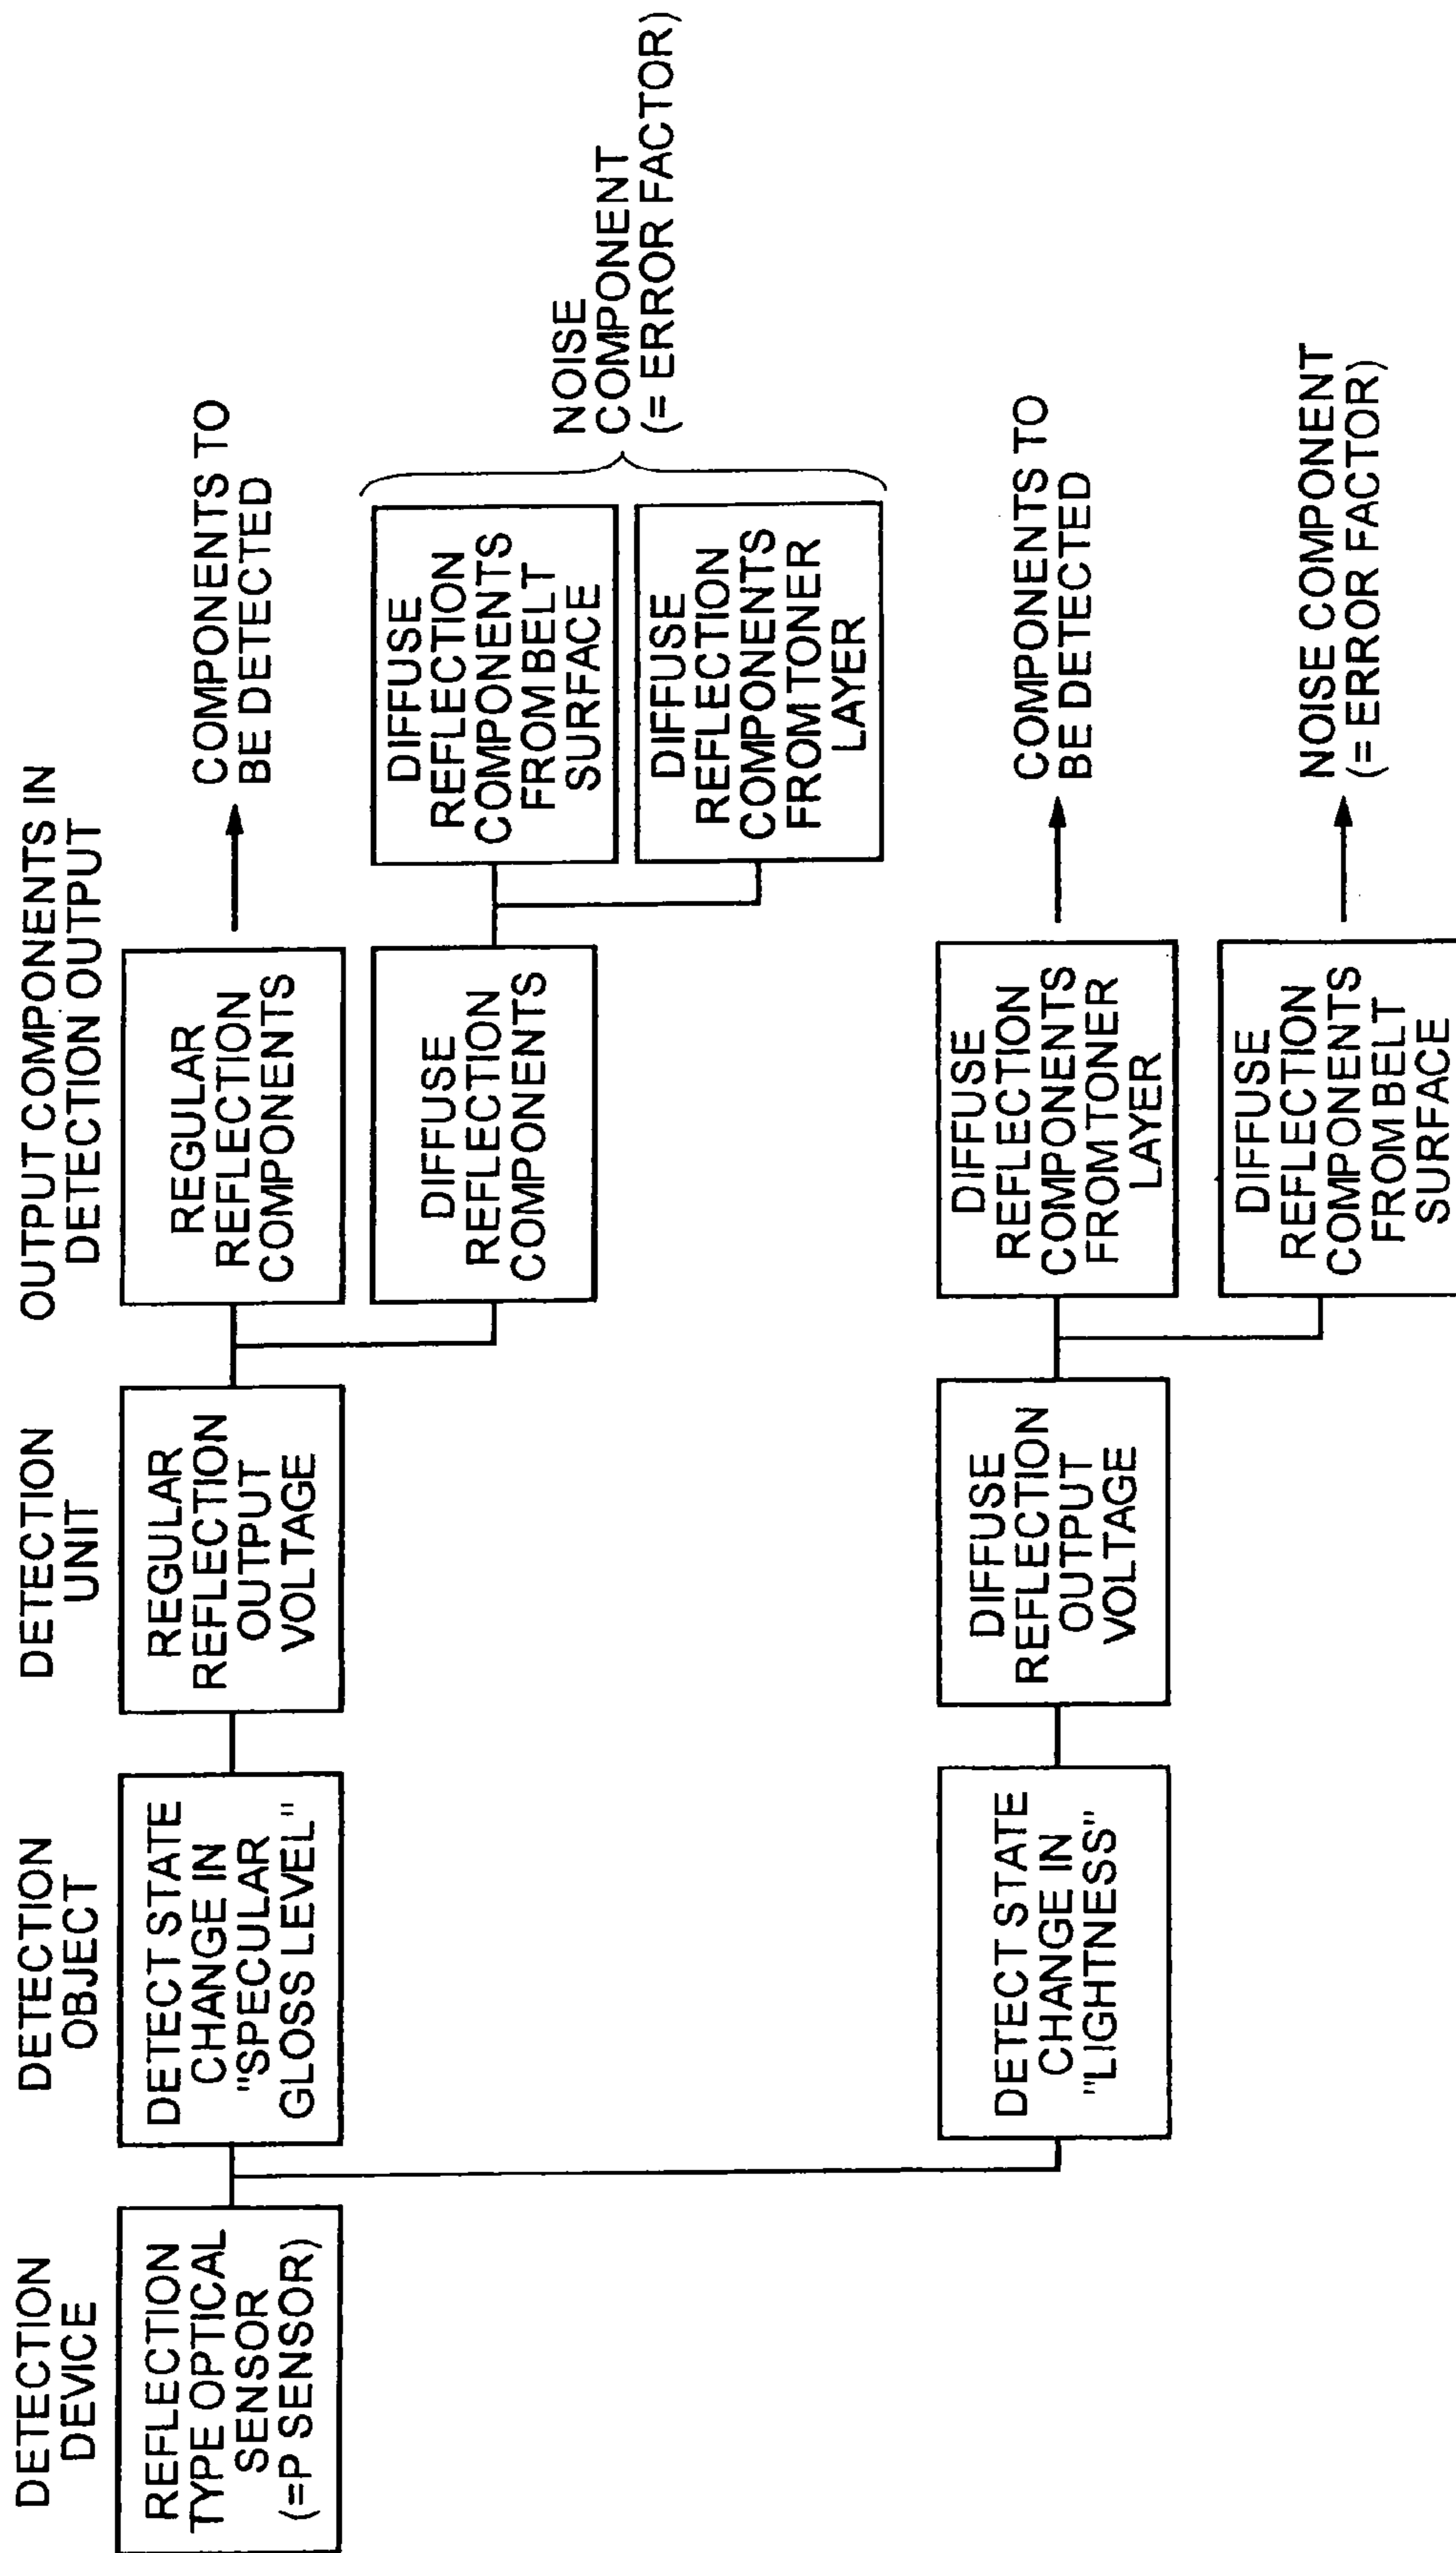 DETECTION
DEVICE
DETECTION
OBJECT
DETECTION
UNIT
OUTPUT COMPONENTS IN
DETECTION OUTPUT
REFLECTION
TYPE OPTICAL
SENSOR
(=P SENSOR)
DETECT STATE
CHANGE IN
"SPECULAR
GLOSS LEVEL"
REGULAR
REFLECTION
OUTPUT
VOLTAGE
REGULAR
REFLECTION
COMPONENTS
COMPONENTS TO
BE DETECTED
DIFFUSE
REFLECTION
COMPONENTS
DIFFUSE
REFLECTION
COMPONENTS
FROM BELT
SURFACE
DIFFUSE
REFLECTION
COMPONENTS
FROM TONER
LAYER
NOISE
COMPONENT
(= ERROR FACTOR)
DETECT STATE
CHANGE IN
"LIGHTNESS"
DIFFUSE
REFLECTION
OUTPUT
VOLTAGE
DIFFUSE
REFLECTION
COMPONENTS
FROM TONER
LAYER
COMPONENTS TO
BE DETECTED
DIFFUSE
REFLECTION
COMPONENTS
FROM BELT
SURFACE
NOISE COMPONENT
(= ERROR FACTOR)